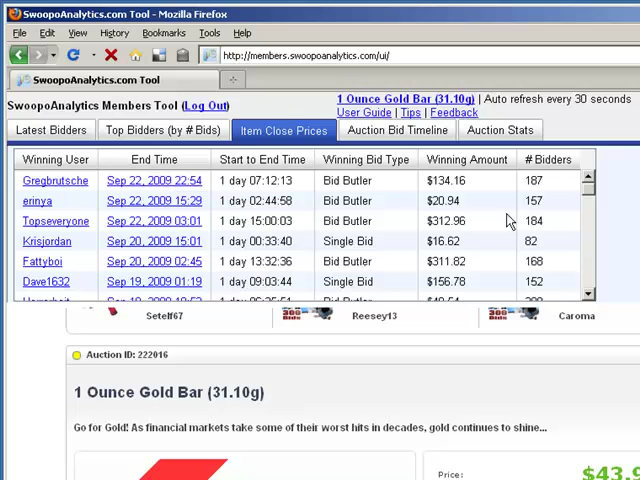 SwoopoAnalytics.com Tool - Mozilla Firefox
File Edit View History Bookmarks Tools Window Help
http://members.swoopoanalytics.com/ui/
SwoopoAnalytics.com Tool
SwoopoAnalytics Members Tool (Log Out)
1 Ounce Gold Bar (31.10g) | Auto refresh every 30 seconds
User Guide | Tips | Feedback
Latest Bidders Top Bidders (by # Bids) Item Close Prices Auction Bid Timeline Auction Stats
Winning User End Time Start to End Time Winning Bid Type Winning Amount # Bidders
Gregbrutsche Sep 22, 2009 22:54 1 day 07:12:13 Bid Butler $134.16 187
erinya Sep 22, 2009 15:29 1 day 02:44:58 Bid Butler $20.94 157
Topseveryone Sep 22, 2009 03:01 1 day 15:00:03 Bid Butler $312.96 184
Krisjordan Sep 20, 2009 15:01 1 day 00:33:40 Single Bid $16.62 82
Fattyboi Sep 20, 2009 02:45 1 day 13:32:36 Bid Butler $311.82 168
Dave1632 Sep 19, 2009 01:19 1 day 09:03:44 Single Bid $156.78 152
Setelf67 Reesey13 Caroma
Auction ID: 222016
1 Ounce Gold Bar (31.10g)
Go for Gold! As financial markets take some of their worst hits in decades, gold continues to shine...
Price: $43.9